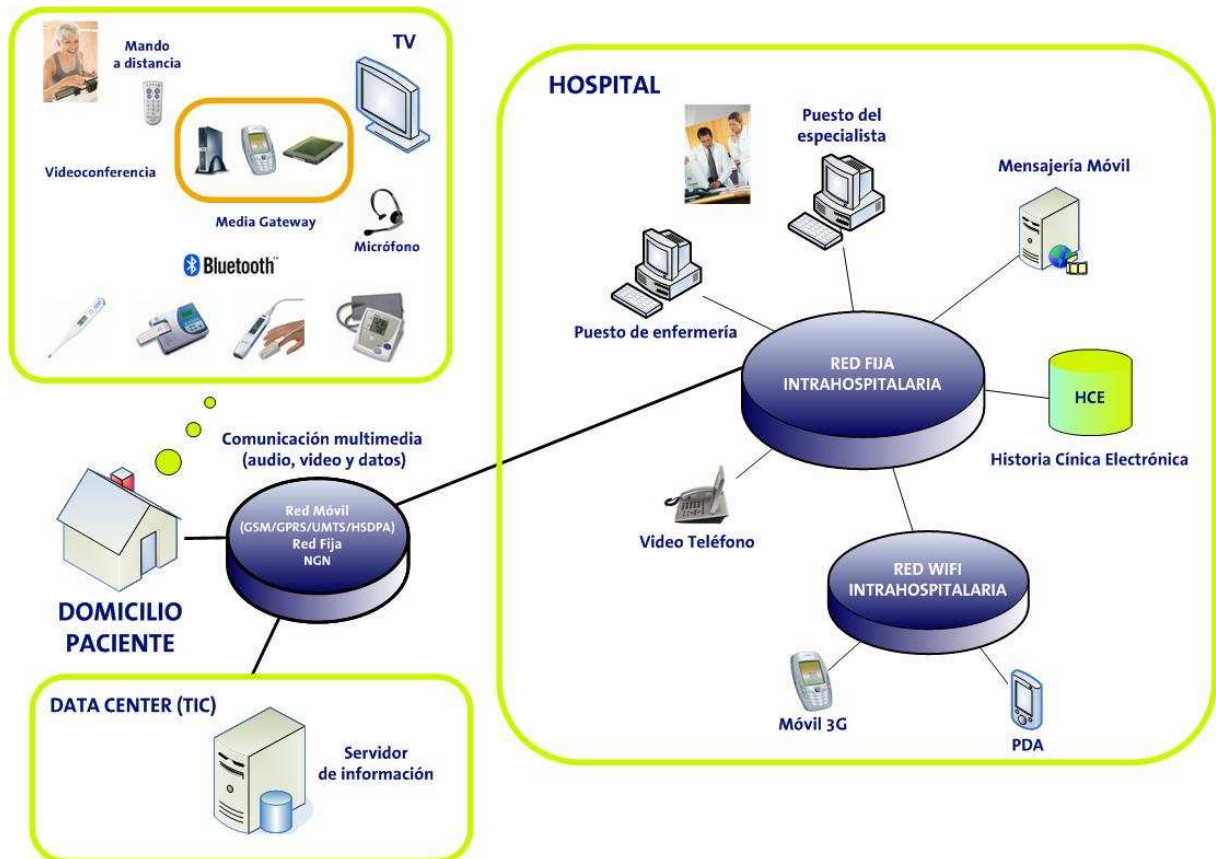 Mando
a distancia
TV
Videoconferencia
Media Gateway
Micrófono
Bluetooth™
HOSPITAL
Puesto del
especialista
Mensajería Móvil
Puesto de enfermería
RED FIJA
INTRAHOSPITALARIA
HCE
Historia Cínica Electrónica
Video Teléfono
RED WIFI
INTRAHOSPITALARIA
Móvil 3G
PDA
Comunicación multimedia
(audio, video y datos)
Red Móvil
(GSM/GPRS/UMTS/HSDPA)
Red Fija
NGN
DOMICILIO
PACIENTE
DATA CENTER (TIC)
Servidor
de información